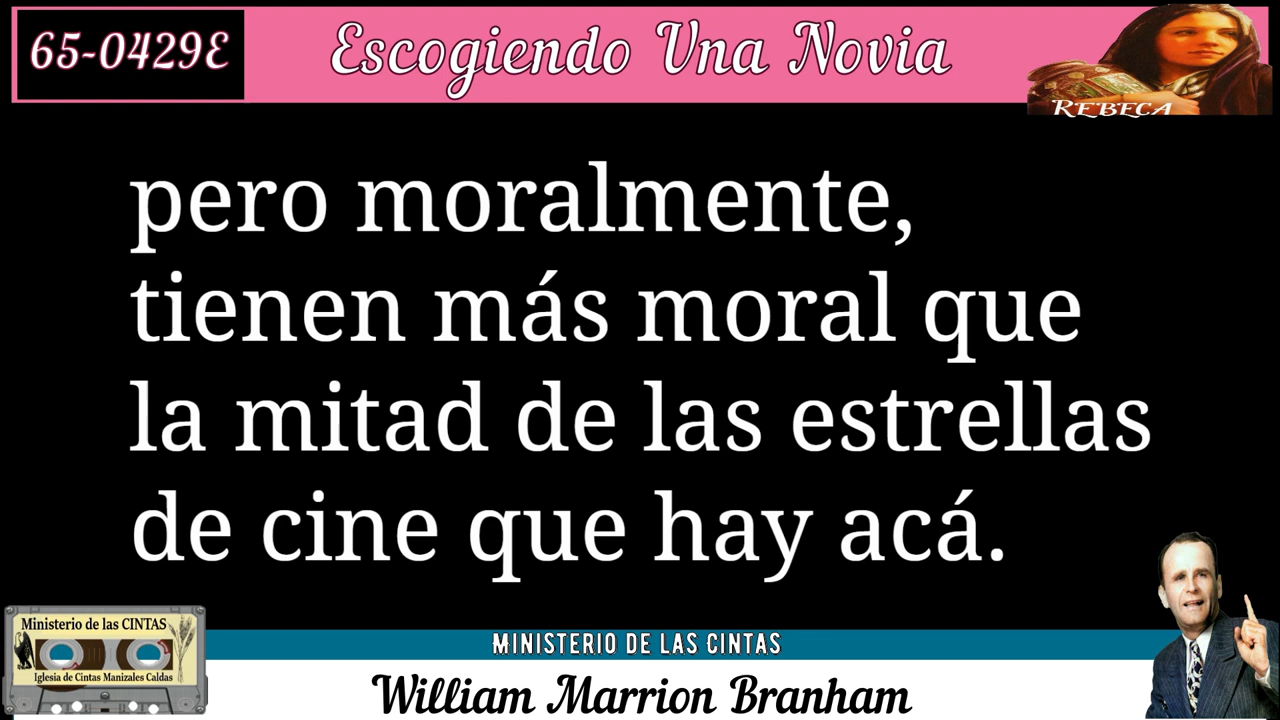 65-0429E
Escogiendo Una Novia
REBECA
pero moralmente,
tienen más moral que
la mitad de las estrellas
de cine que hay acá.
Ministerio de las CINTAS
Iglesia de Cintas Manizales Caldas
MINISTERIO DE LAS CINTAS
William Marrion Branham